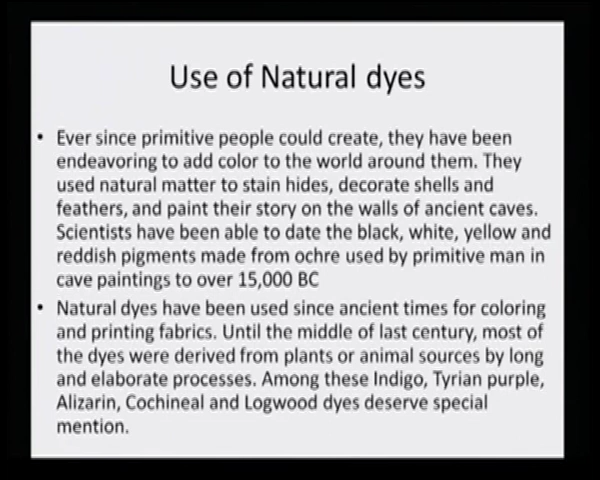 Use of Natural dyes
• Ever since primitive people could create, they have been
endeavoring to add color to the world around them. They
used natural matter to stain hides, decorate shells and
feathers, and paint their story on the walls of ancient caves.
Scientists have been able to date the black, white, yellow and
reddish pigments made from ochre used by primitive man in
cave paintings to over 15,000 BC
• Natural dyes have been used since ancient times for coloring
and printing fabrics. Until the middle of last century, most of
the dyes were derived from plants or animal sources by long
and elaborate processes. Among these Indigo, Tyrian purple,
Alizarin, Cochineal and Logwood dyes deserve special
mention.